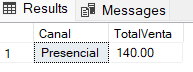 Results Messages
Canal TotalVenta
1 Presencial 140.00